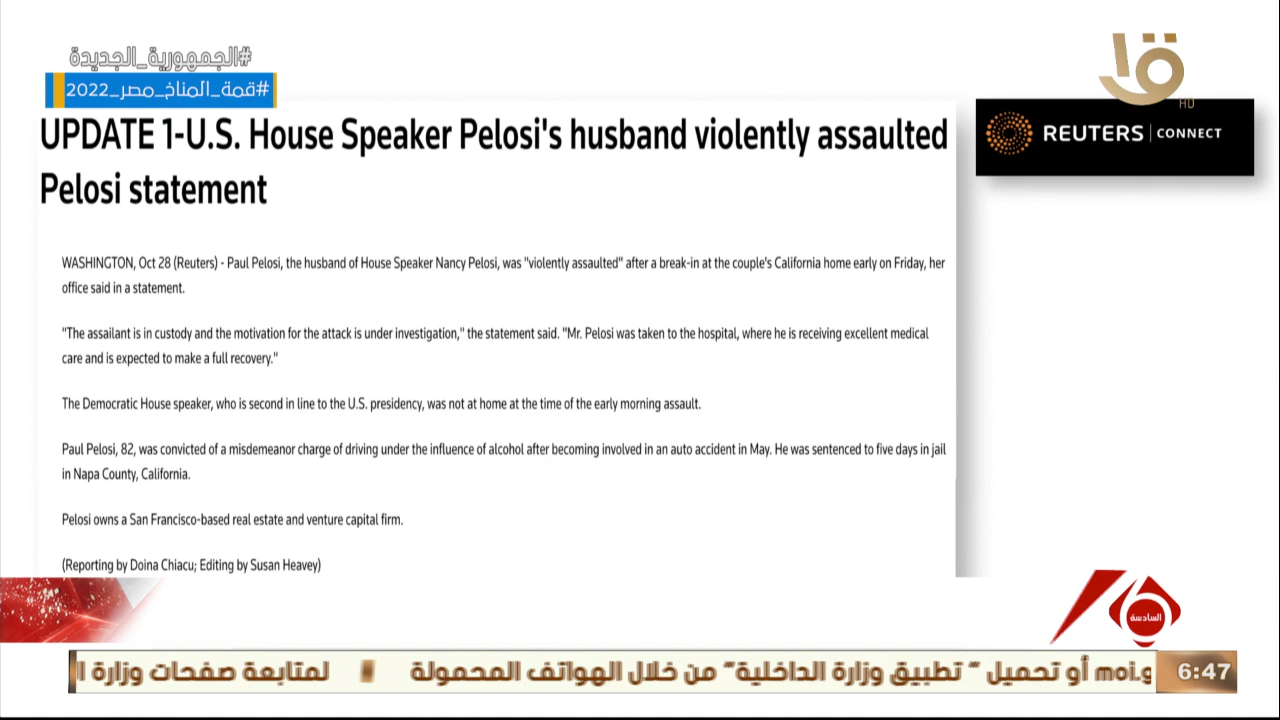 #الجمهورية_الجديدة
#قمة_المناخ_مصر_2022
قا
HD
REUTERS | CONNECT
UPDATE 1-U.S. House Speaker Pelosi's husband violently assaulted
Pelosi statement
WASHINGTON, Oct 28 (Reuters) - Paul Pelosi, the husband of House Speaker Nancy Pelosi, was "violently assaulted" after a break-in at the couple's California home early on Friday, her
office said in a statement.
"The assailant is in custody and the motivation for the attack is under investigation," the statement said. "Mr. Pelosi was taken to the hospital, where he is receiving excellent medical
care and is expected to make a full recovery."
The Democratic House speaker, who is second in line to the U.S. presidency, was not at home at the time of the early morning assault.
Paul Pelosi, 82, was convicted of a misdemeanor charge of driving under the influence of alcohol after becoming involved in an auto accident in May. He was sentenced to five days in jail
in Napa County, California.
Pelosi owns a San Francisco-based real estate and venture capital firm.
(Reporting by Doina Chiacu; Editing by Susan Heavey)
6
السادسة
moi.g أو تحميل " تطبيق وزارة الداخلية" من خلال الهواتف المحمولة لمتابعة صفحات وزارة ا
6:47